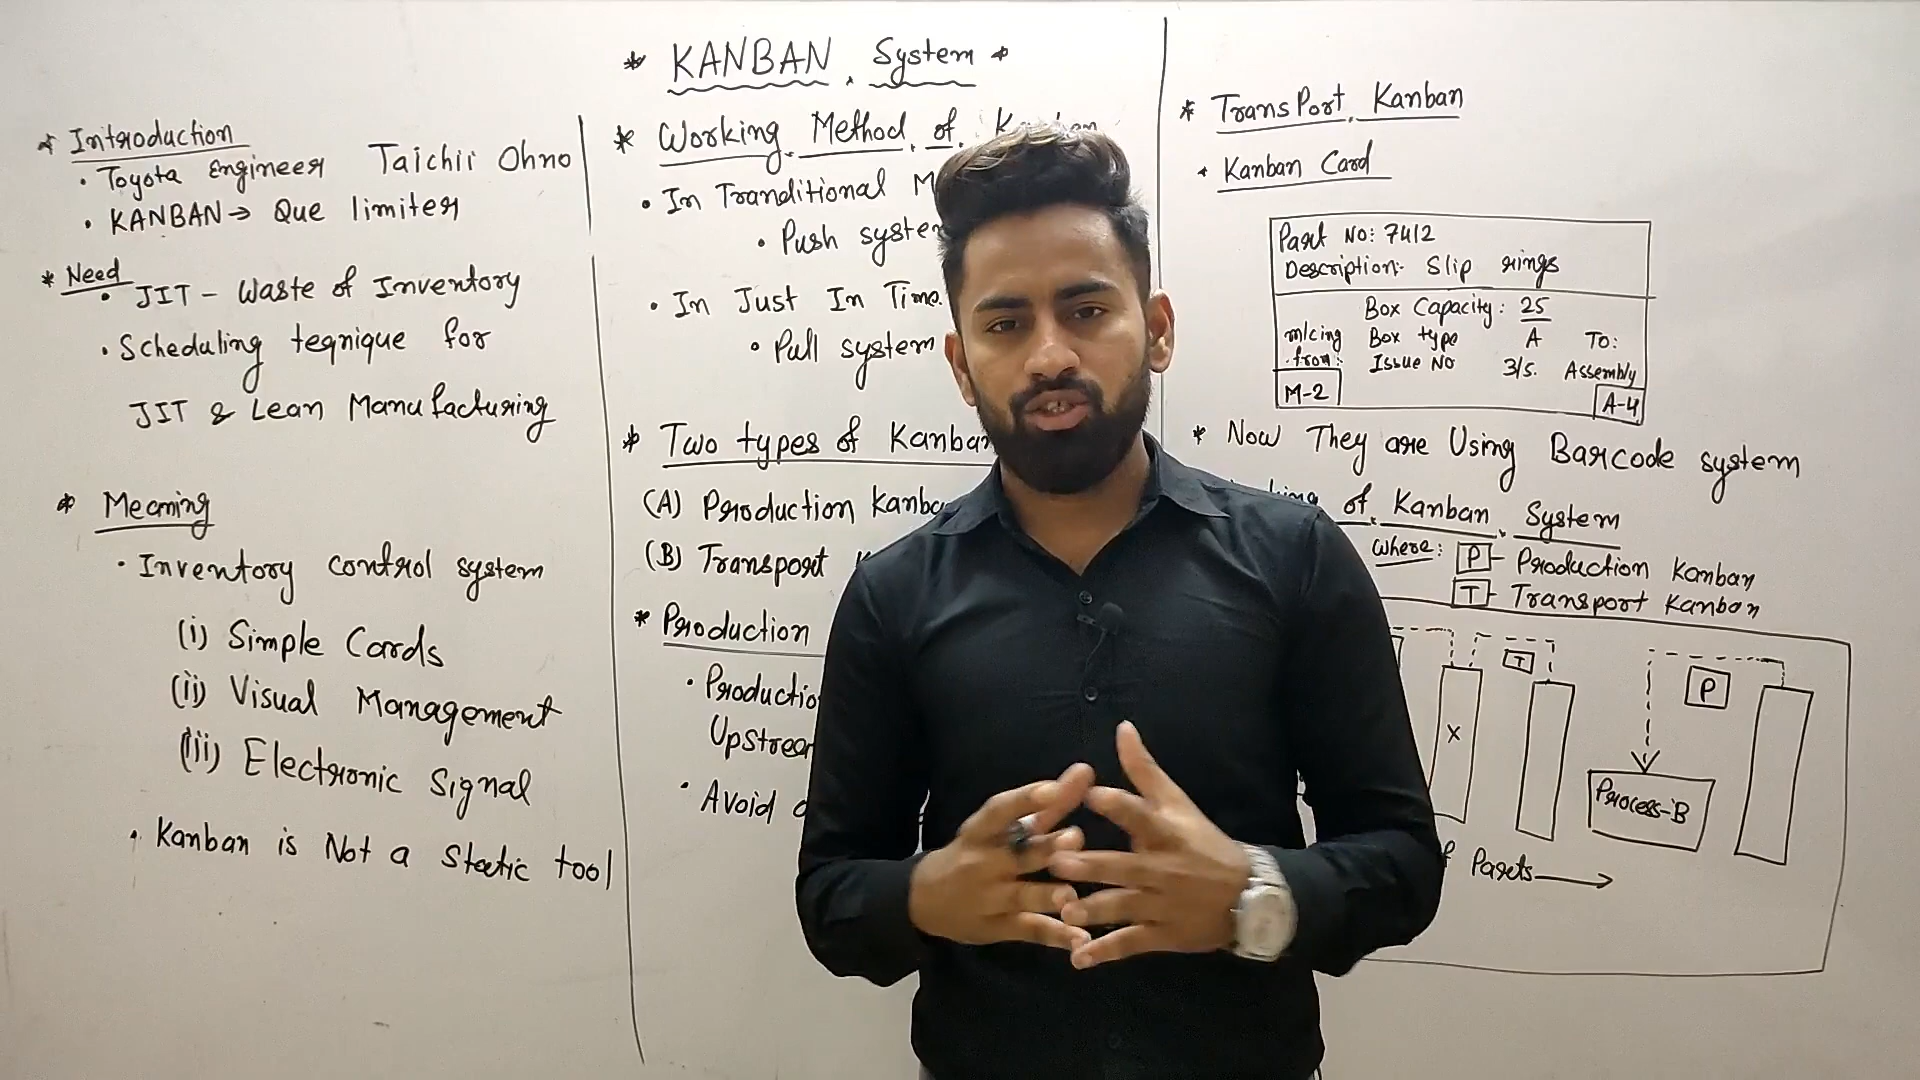 * KANBAN System *
* Introduction
• Toyota Engineer Taichii Ohno
• KANBAN → Que limiter
* Need
• JIT - Waste of Inventory
• Scheduling teqnique for
JIT & Lean Manufacturing
* Meaning
• Inventory control system
(i) Simple Cards
(ii) Visual Management
(iii) Electronic Signal
• Kanban is Not a Static tool
* Working Method of
• In Tranditional
• Push
• In Just In Time.
• Pull system
* Two types of Kanban
(A) Production
(B) Transport
* Production
• Avoid
* TransPort Kanban
* Kanban Card
Part No: 7412
Description:- Slip rings
Box Capacity: 25
m/cing Box type A To:
from: Issue No 3/5. Assembly
M-2 A-4
* Now They are Using Barcode system
of Kanban System
where: P - Production Kanban
T - Transport Kanban
T
P
X
Process-B
Parts →